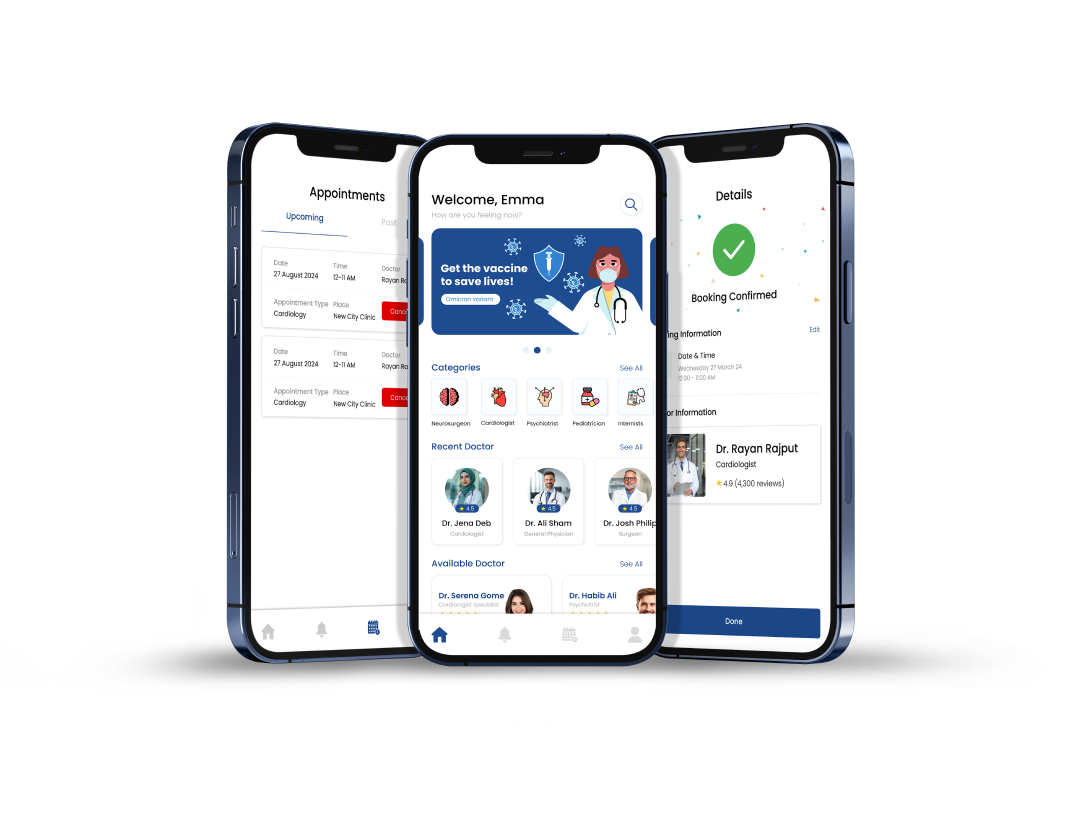 Appointments
Upcoming
Past
Date
Time
Doctor
27 August 2024
12-11 AM
Rayan Ra
Appointment Type
Place
Cardiology
New City Clinic
Canc
Date
Time
Doctor
27 August 2024
12-11 AM
Rayan Ra
Appointment Type
Place
Cardiology
New City Clinic
Canc
Welcome, Emma
How are you feeling now?
Get the vaccine
to save lives!
Omicron variant
Categories
See All
Neurosurgeon
Cardiologist
Psychiatrist
Pediatrician
Internists
Recent Doctor
See All
4.5
4.5
4.5
Dr. Jena Deb
Dr. Ali Sham
Dr. Josh Philip
Cardiologist
General Physician
Surgeon
Available Doctor
See All
Dr. Serena Gome
Dr. Habib Ali
Cardiologist Specialist
Psychiatrist
Details
Booking Confirmed
ing Information
Edit
Date & Time
Wednesday 27 March 24
12:00 - 11:00 AM
or Information
Dr. Rayan Rajput
Cardiologist
4.9 (4,300 reviews)
Done